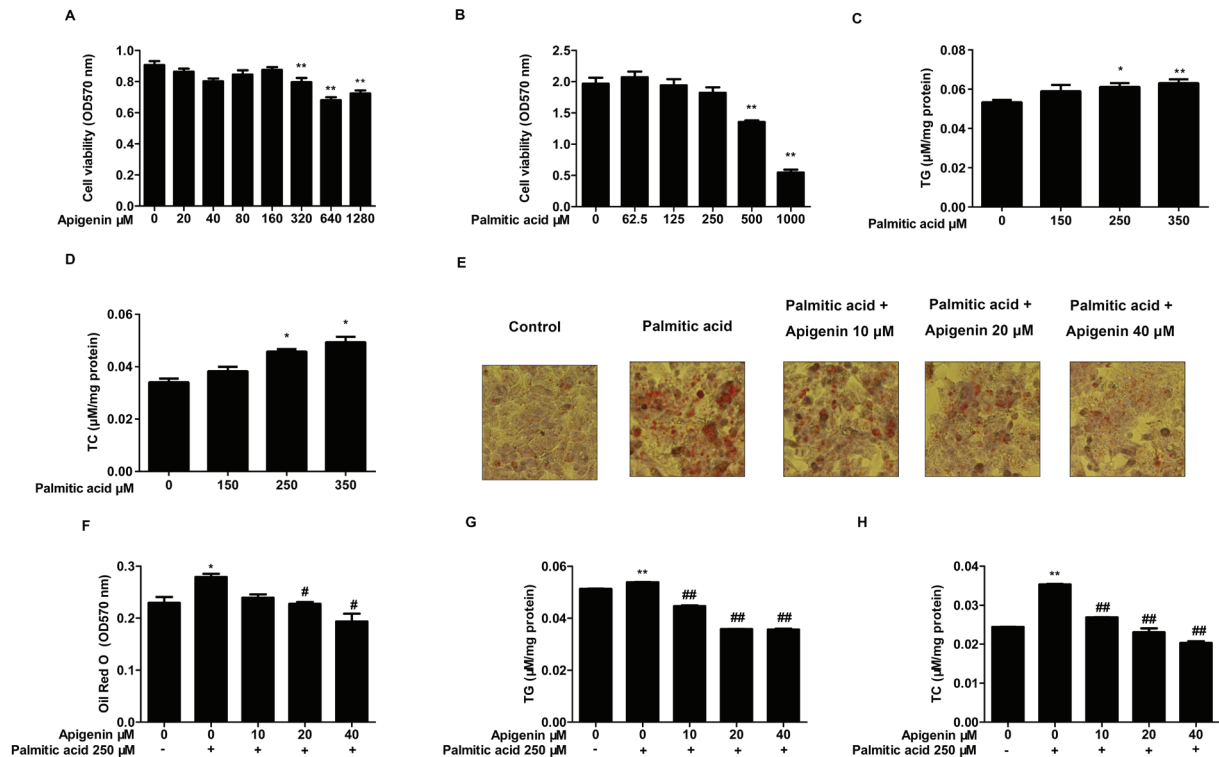 A
Cell viability (OD570 nm)
1.0
0.8
0.6
0.4
0.2
0.0
** ** **
0 20 40 80 160 320 640 1280
Apigenin μM
B
Cell viability (OD570 nm)
2.5
2.0
1.5
1.0
0.5
0.0
** **
0 62.5 125 250 500 1000
Palmitic acid μM
C
TG (μM/mg protein)
0.08
0.06
0.04
0.02
0.00
* **
0 150 250 350
Palmitic acid μM
D
TC (μM/mg protein)
0.06
0.04
0.02
0.00
* *
0 150 250 350
Palmitic acid μM
E
Control
Palmitic acid
Palmitic acid +
Apigenin 10 μM
Palmitic acid +
Apigenin 20 μM
Palmitic acid +
Apigenin 40 μM
F
Oil Red O (OD570 nm)
0.3
0.2
0.1
0.0
* # #
Apigenin μM 0 0 10 20 40
Palmitic acid 250 μM - + + + +
G
TG (μM/mg protein)
0.06
0.04
0.02
0.00
** ## ## ##
Apigenin μM 0 0 10 20 40
Palmitic acid 250 μM - + + + +
H
TC (μM/mg protein)
0.04
0.03
0.02
0.01
0.00
** ## ## ##
Apigenin μM 0 0 10 20 40
Palmitic acid 250 μM - + + + +